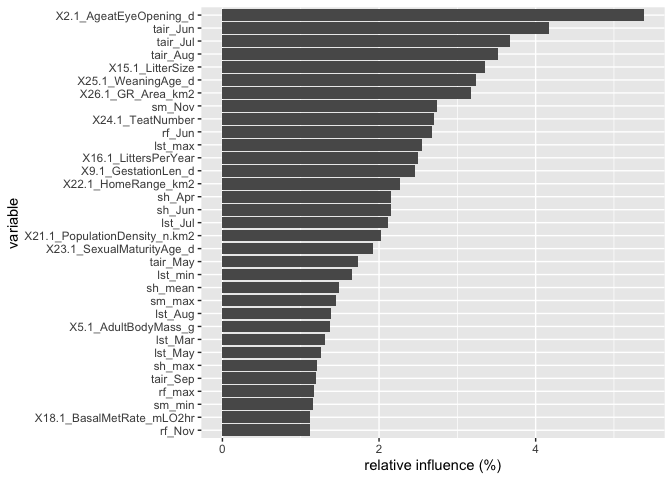 X2.1_AgeatEyeOpening_d
tair_Jun
tair_Jul
tair_Aug
X15.1_LitterSize
X25.1_WeaningAge_d
X26.1_GR_Area_km2
sm_Nov
X24.1_TeatNumber
rf_Jun
lst_max
X16.1_LittersPerYear
X9.1_GestationLen_d
X22.1_HomeRange_km2
sh_Apr
sh_Jun
lst_Jul
X21.1_PopulationDensity_n.km2
X23.1_SexualMaturityAge_d
tair_May
lst_min
sh_mean
sm_max
lst_Aug
X5.1_AdultBodyMass_g
lst_Mar
lst_May
sh_max
tair_Sep
rf_max
sm_min
X18.1_BasalMetRate_mLO2hr
rf_Nov
variable
0 2 4
relative influence (%)